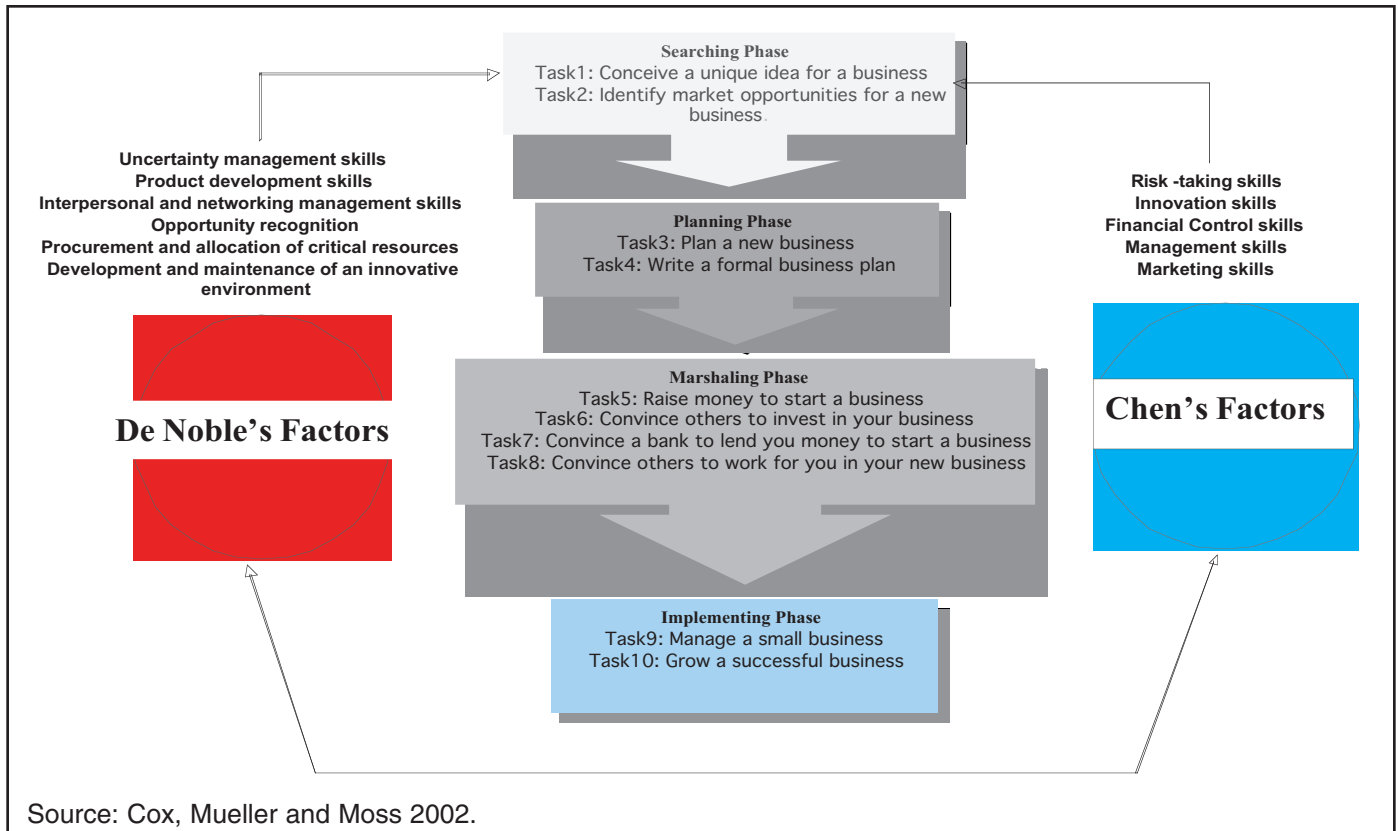 Searching Phase
Task1: Conceive a unique idea for a business
Task2: Identify market opportunities for a new
business.
Uncertainty management skills
Product development skills
Interpersonal and networking management skills
Opportunity recognition
Procurement and allocation of critical resources
Development and maintenance of an innovative
environment
Risk -taking skills
Innovation skills
Financial Control skills
Management skills
Marketing skills
Planning Phase
Task3: Plan a new business
Task4: Write a formal business plan
De Noble's Factors
Marshaling Phase
Task5: Raise money to start a business
Task6: Convince others to invest in your business
Task7: Convince a bank to lend you money to start a business
Task8: Convince others to work for you in your new business
Chen's Factors
Implementing Phase
Task9: Manage a small business
Task10: Grow a successful business
Source: Cox, Mueller and Moss 2002.